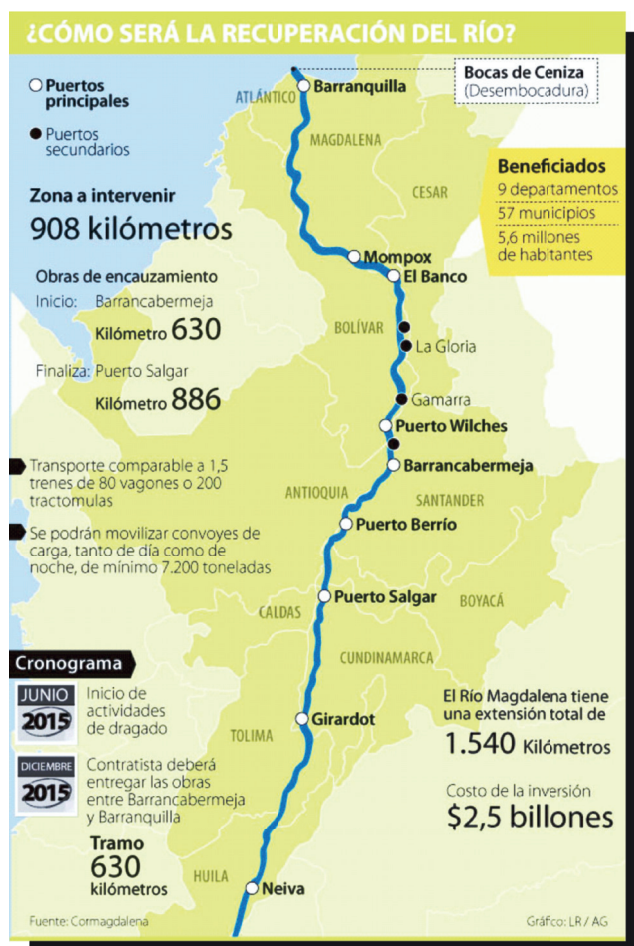 ¿CÓMO SERÁ LA RECUPERACIÓN DEL RÍO?
Puertos
principales
Puertos
secundarios
Bocas de Ceniza
(Desembocadura)
Barranquilla
ATLÁNTICO
MAGDALENA
CESAR
Beneficiados
9 departamentos
57 municipios
5,6 millones
de habitantes
Zona a intervenir
908 kilómetros
Mompox
El Banco
Obras de encauzamiento
Inicio: Barrancabermeja
Kilómetro 630
Finaliza: Puerto Salgar
Kilómetro 886
BOLÍVAR
La Gloria
Gamarra
Puerto Wilches
Barrancabermeja
Transporte comparable a 1,5
trenes de 80 vagones o 200
tractomulas
ANTIOQUIA
SANTANDER
Se podrán movilizar convoyes de
carga, tanto de día como de
noche, de mínimo 7.200 toneladas
Puerto Berrío
Puerto Salgar
CALDAS
BOYACÁ
CUNDINAMARCA
Cronograma
JUNIO
2015
Inicio de
actividades
de dragado
DICIEMBRE
2015
Contratista deberá
entregar las obras
entre Barrancabermeja
y Barranquilla
Tramo
630
kilómetros
Girardot
TOLIMA
El Río Magdalena tiene
una extensión total de
1.540 Kilómetros
Costo de la inversión
$2,5 billones
HUILA
Neiva
Fuente: Cormagdalena
Gráfico: LR / AG